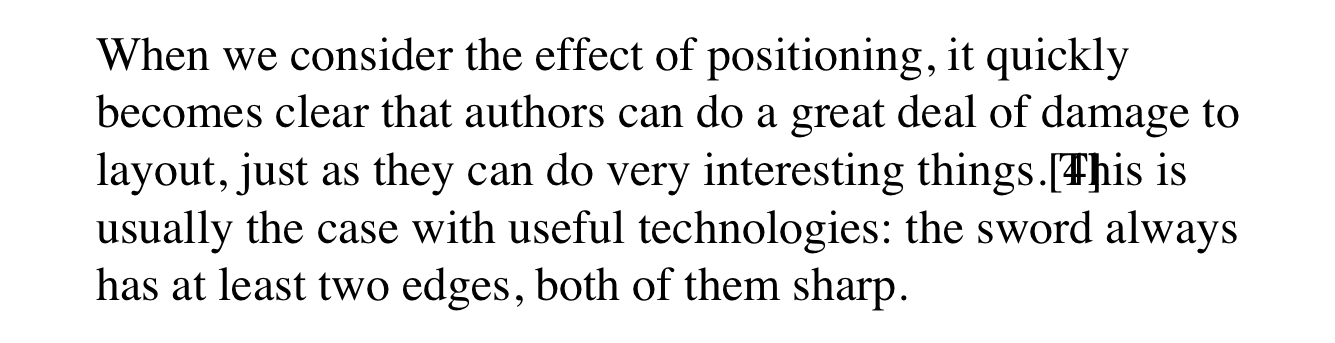 When we consider the effect of positioning, it quickly
becomes clear that authors can do a great deal of damage to
layout, just as they can do very interesting things.[4] This is
usually the case with useful technologies: the sword always
has at least two edges, both of them sharp.